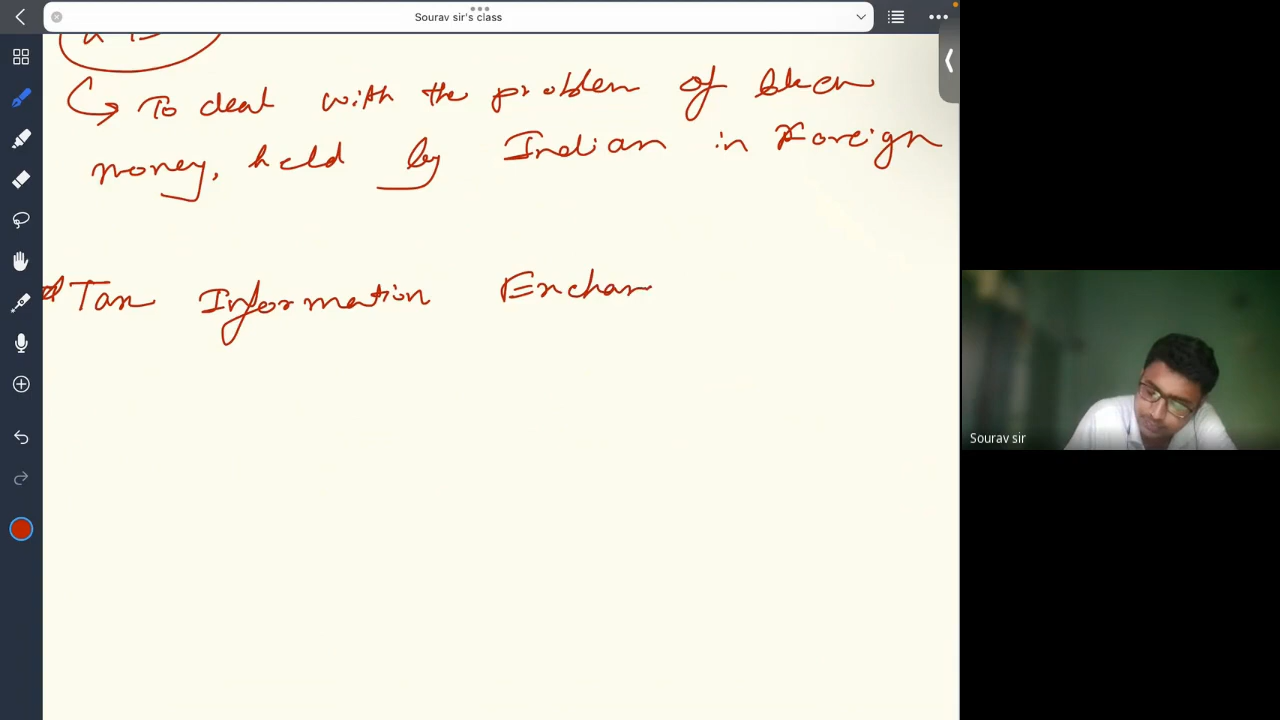 Sourav sir's class
To deal with the problem of black
money, held by Indian in Foreign
Tax Information Exchan
Sourav sir